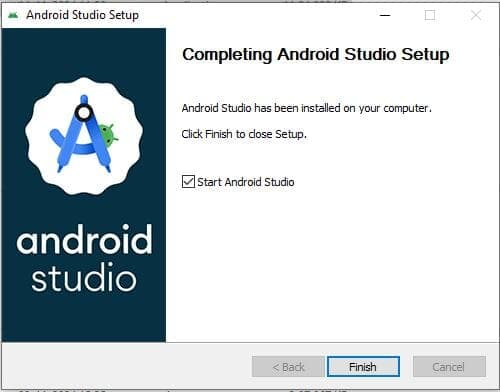 Android Studio Setup
Completing Android Studio Setup
Android Studio has been installed on your computer.
Click Finish to close Setup.
Start Android Studio
android
studio
< Back
Finish
Cancel